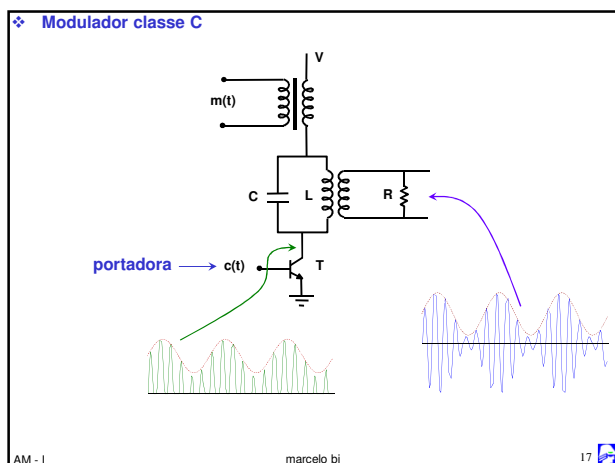 ❖ Modulador classe C
V
m(t)
C
L
R
portadora
c(t)
T
AM - I
marcelo bj
17